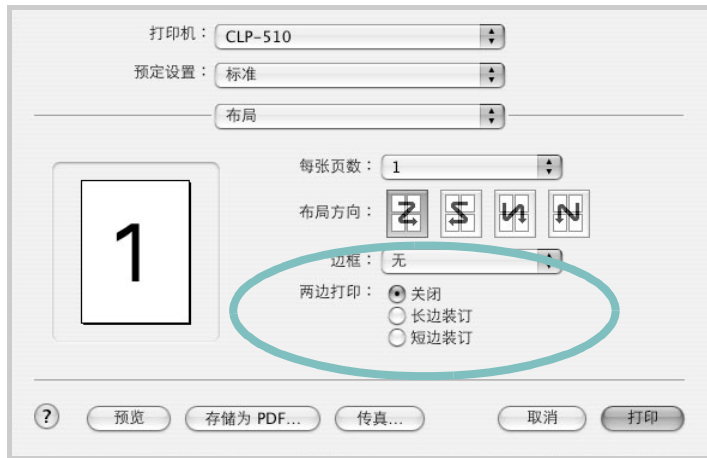 打印机： CLP-510
预定设置： 标准
布局
每张页数： 1
布局方向：
边框： 无
两边打印： 关闭
长边装订
短边装订
1
? 预览 存储为 PDF... 传真... 取消 打印